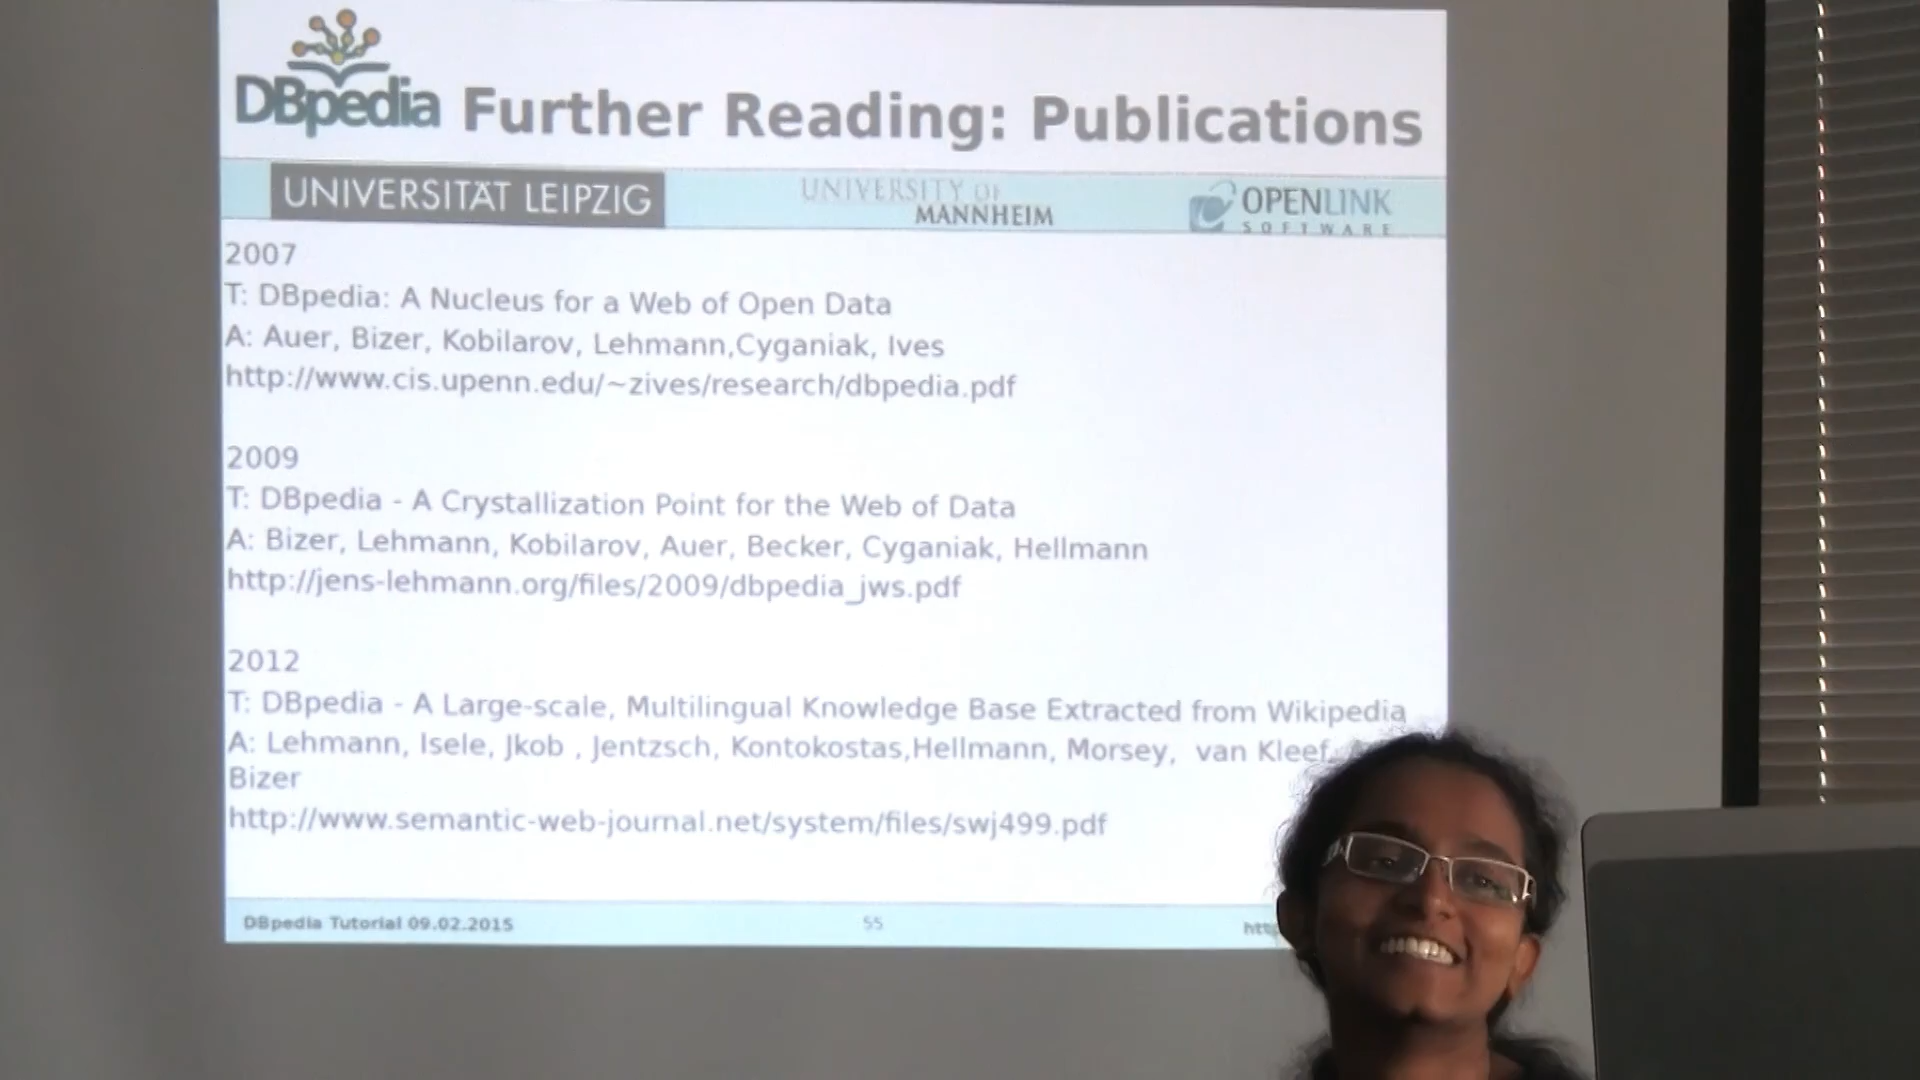 DBpedia Further Reading: Publications
UNIVERSITÄT LEIPZIG
UNIVERSITY OF
MANNHEIM
OPENLINK
SOFTWARE
2007
T: DBpedia: A Nucleus for a Web of Open Data
A: Auer, Bizer, Kobilarov, Lehmann,Cyganiak, Ives
http://www.cis.upenn.edu/~zives/research/dbpedia.pdf
2009
T: DBpedia - A Crystallization Point for the Web of Data
A: Bizer, Lehmann, Kobilarov, Auer, Becker, Cyganiak, Hellmann
http://jens-lehmann.org/files/2009/dbpedia_jws.pdf
2012
T: DBpedia - A Large-scale, Multilingual Knowledge Base Extracted from Wikipedia
A: Lehmann, Isele, Jkob , Jentzsch, Kontokostas,Hellmann, Morsey, van Kleef,
Bizer
http://www.semantic-web-journal.net/system/files/swj499.pdf
DBpedia Tutorial 09.02.2015 55